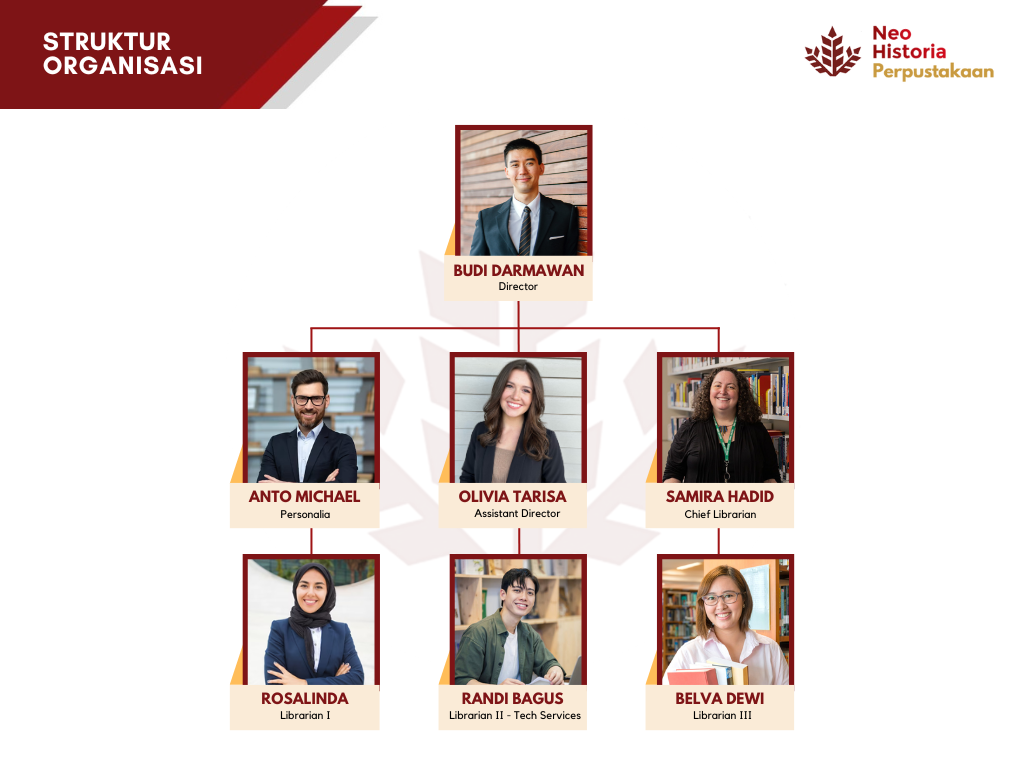 STRUKTUR
ORGANISASI
Neo
Historia
Perpustakaan
BUDI DARMAWAN
Director
ANTO MICHAEL
Personalia
OLIVIA TARISA
Assistant Director
SAMIRA HADID
Chief Librarian
ROSALINDA
Librarian I
RANDI BAGUS
Librarian II - Tech Services
BELVA DEWI
Librarian III